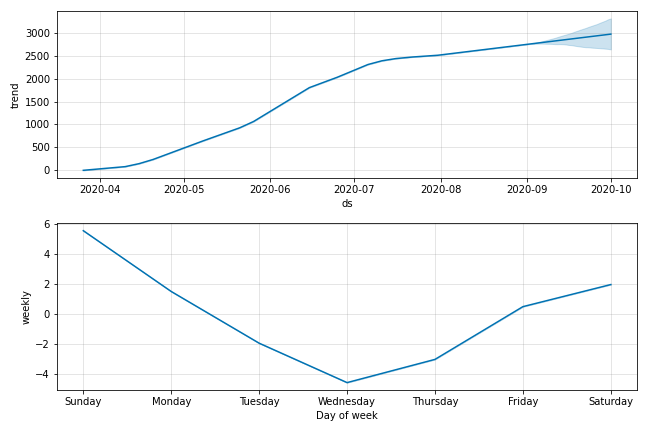 3000
2500
2000
1500
1000
500
0
trend
2020-04 2020-05 2020-06 2020-07 2020-08 2020-09 2020-10
ds
6
4
2
0
−2
−4
weekly
Sunday Monday Tuesday Wednesday Thursday Friday Saturday
Day of week